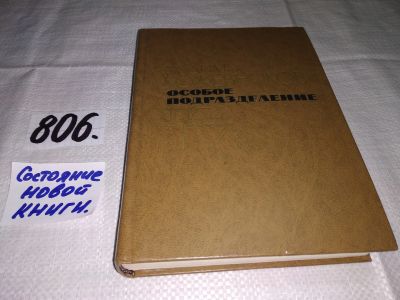 ОСОБОЕ
ПОДРАЗДЕЛЕНИЕ
806.
Состояние
новой
книги.